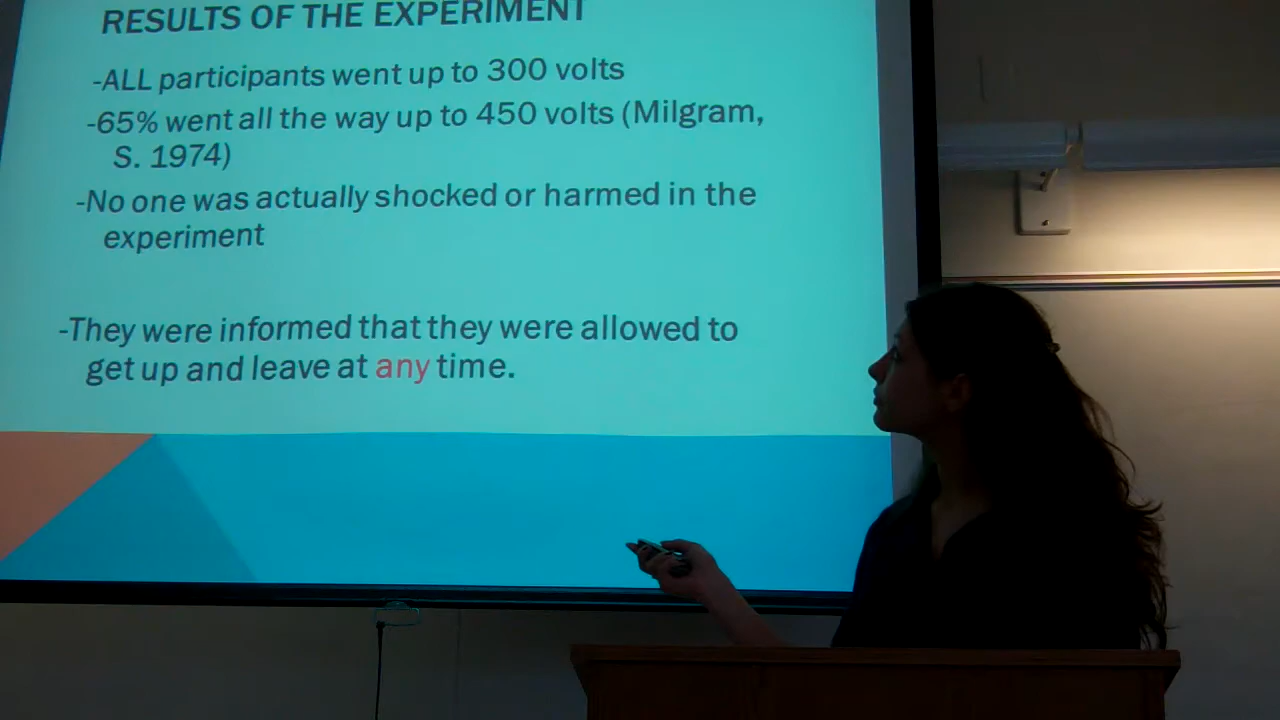 RESULTS OF THE EXPERIMENT
-ALL participants went up to 300 volts
-65% went all the way up to 450 volts (Milgram,
S. 1974)
-No one was actually shocked or harmed in the
experiment
-They were informed that they were allowed to
get up and leave at any time.